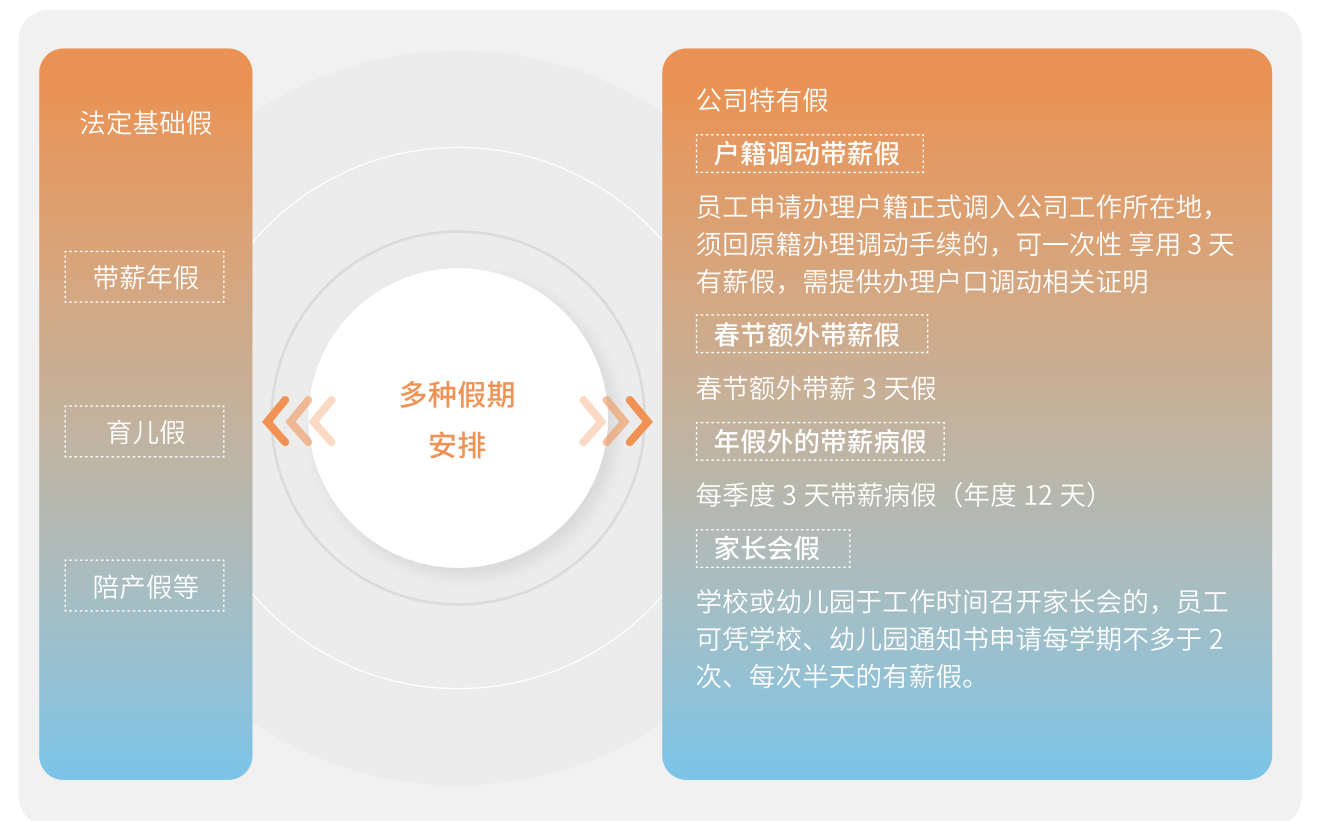 法定基础假
带薪年假
育儿假
陪产假等
多种假期
安排
公司特有假
户籍调动带薪假
员工申请办理户籍正式调入公司工作所在地，
须回原籍办理调动手续的，可一次性 享用 3 天
有薪假，需提供办理户口调动相关证明
春节额外带薪假
春节额外带薪 3 天假
年假外的带薪病假
每季度 3 天带薪病假（年度 12 天）
家长会假
学校或幼儿园于工作时间召开家长会的，员工
可凭学校、幼儿园通知书申请每学期不多于 2
次、每次半天的有薪假。